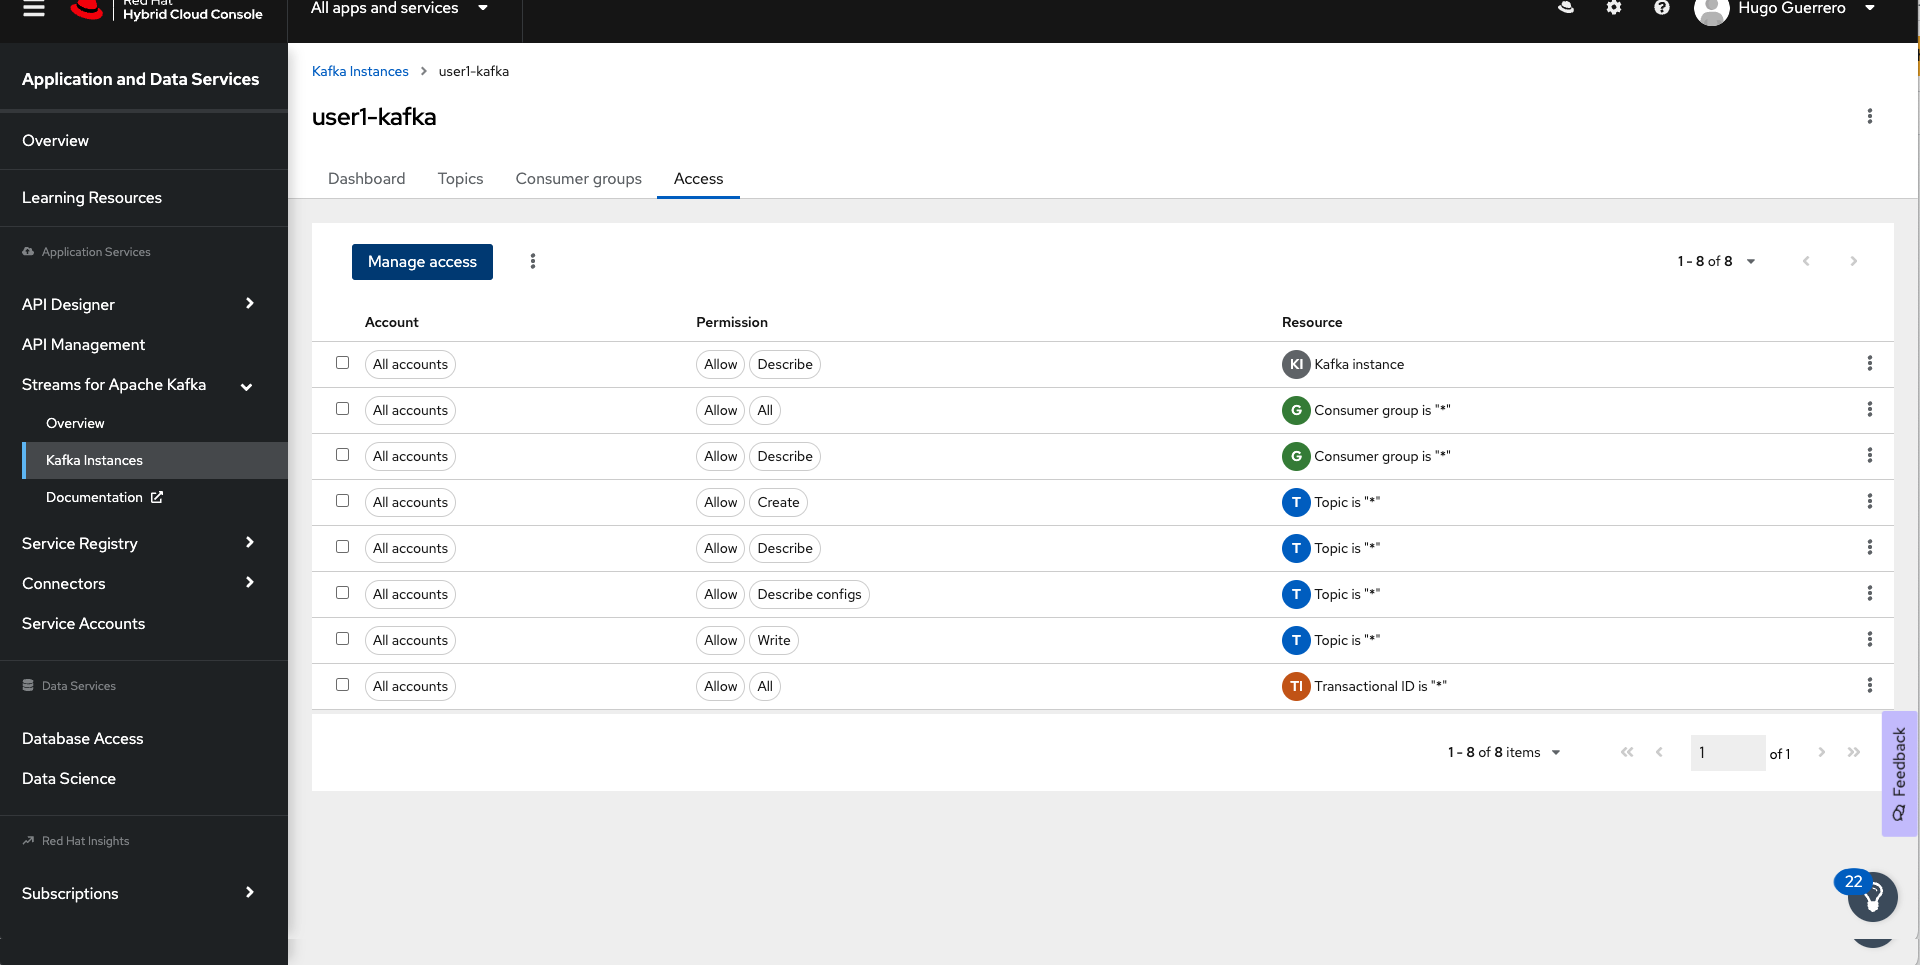 Red Hat
Hybrid Cloud Console
All apps and services
Hugo Guerrero
Application and Data Services
Overview
Learning Resources
Application Services
API Designer
API Management
Streams for Apache Kafka
Overview
Kafka Instances
Documentation
Service Registry
Connectors
Service Accounts
Data Services
Database Access
Data Science
Red Hat Insights
Subscriptions
Kafka Instances > user1-kafka
user1-kafka
Dashboard Topics Consumer groups Access
Manage access 1 - 8 of 8
Account Permission Resource
All accounts Allow Describe KI Kafka instance
All accounts Allow All G Consumer group is "*"
All accounts Allow Describe G Consumer group is "*"
All accounts Allow Create T Topic is "*"
All accounts Allow Describe T Topic is "*"
All accounts Allow Describe configs T Topic is "*"
All accounts Allow Write T Topic is "*"
All accounts Allow All TI Transactional ID is "*"
1 - 8 of 8 items 1 of 1
Feedback
22